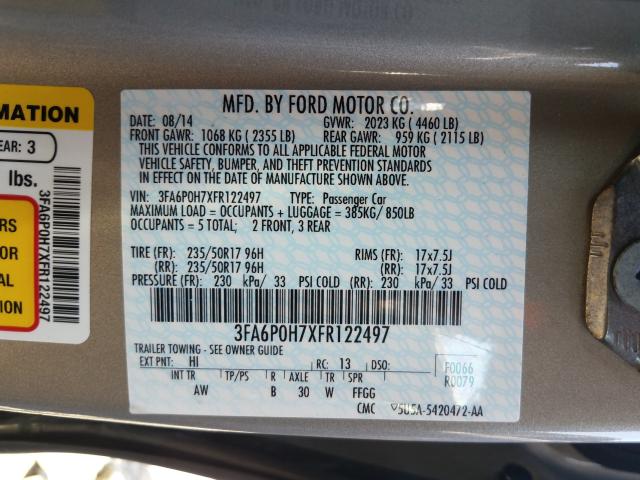 RMATION
EAR: 3
lbs.
3FA6P0H7XFR122497
MFD. BY FORD MOTOR CO.
DATE: 08/14 GVWR: 2023 KG ( 4460 LB)
FRONT GAWR: 1068 KG ( 2355 LB) REAR GAWR: 959 KG ( 2115 LB)
THIS VEHICLE CONFORMS TO ALL APPLICABLE FEDERAL MOTOR
VEHICLE SAFETY, BUMPER, AND THEFT PREVENTION STANDARDS
IN EFFECT ON THE DATE OF MANUFACTURE SHOWN ABOVE.
VIN: 3FA6P0H7XFR122497 TYPE: Passenger Car
MAXIMUM LOAD = OCCUPANTS + LUGGAGE = 385KG/ 850LB
OCCUPANTS = 5 TOTAL; 2 FRONT, 3 REAR
TIRE (FR): 235/50R17 96H RIMS (FR): 17x7.5J
(RR): 235/50R17 96H (RR): 17x7.5J
PRESSURE (FR): 230 kPa/ 33 PSI COLD (RR): 230 kPa/ 33 PSI COLD
3FA6P0H7XFR122497
TRAILER TOWING - SEE OWNER GUIDE
EXT PNT: HI RC: 13 DSO: F0066
R0079
INT TR TP/PS R AXLE TR SPR
AW B 30 W FFGG
CMC 5U5A-5420472-AA